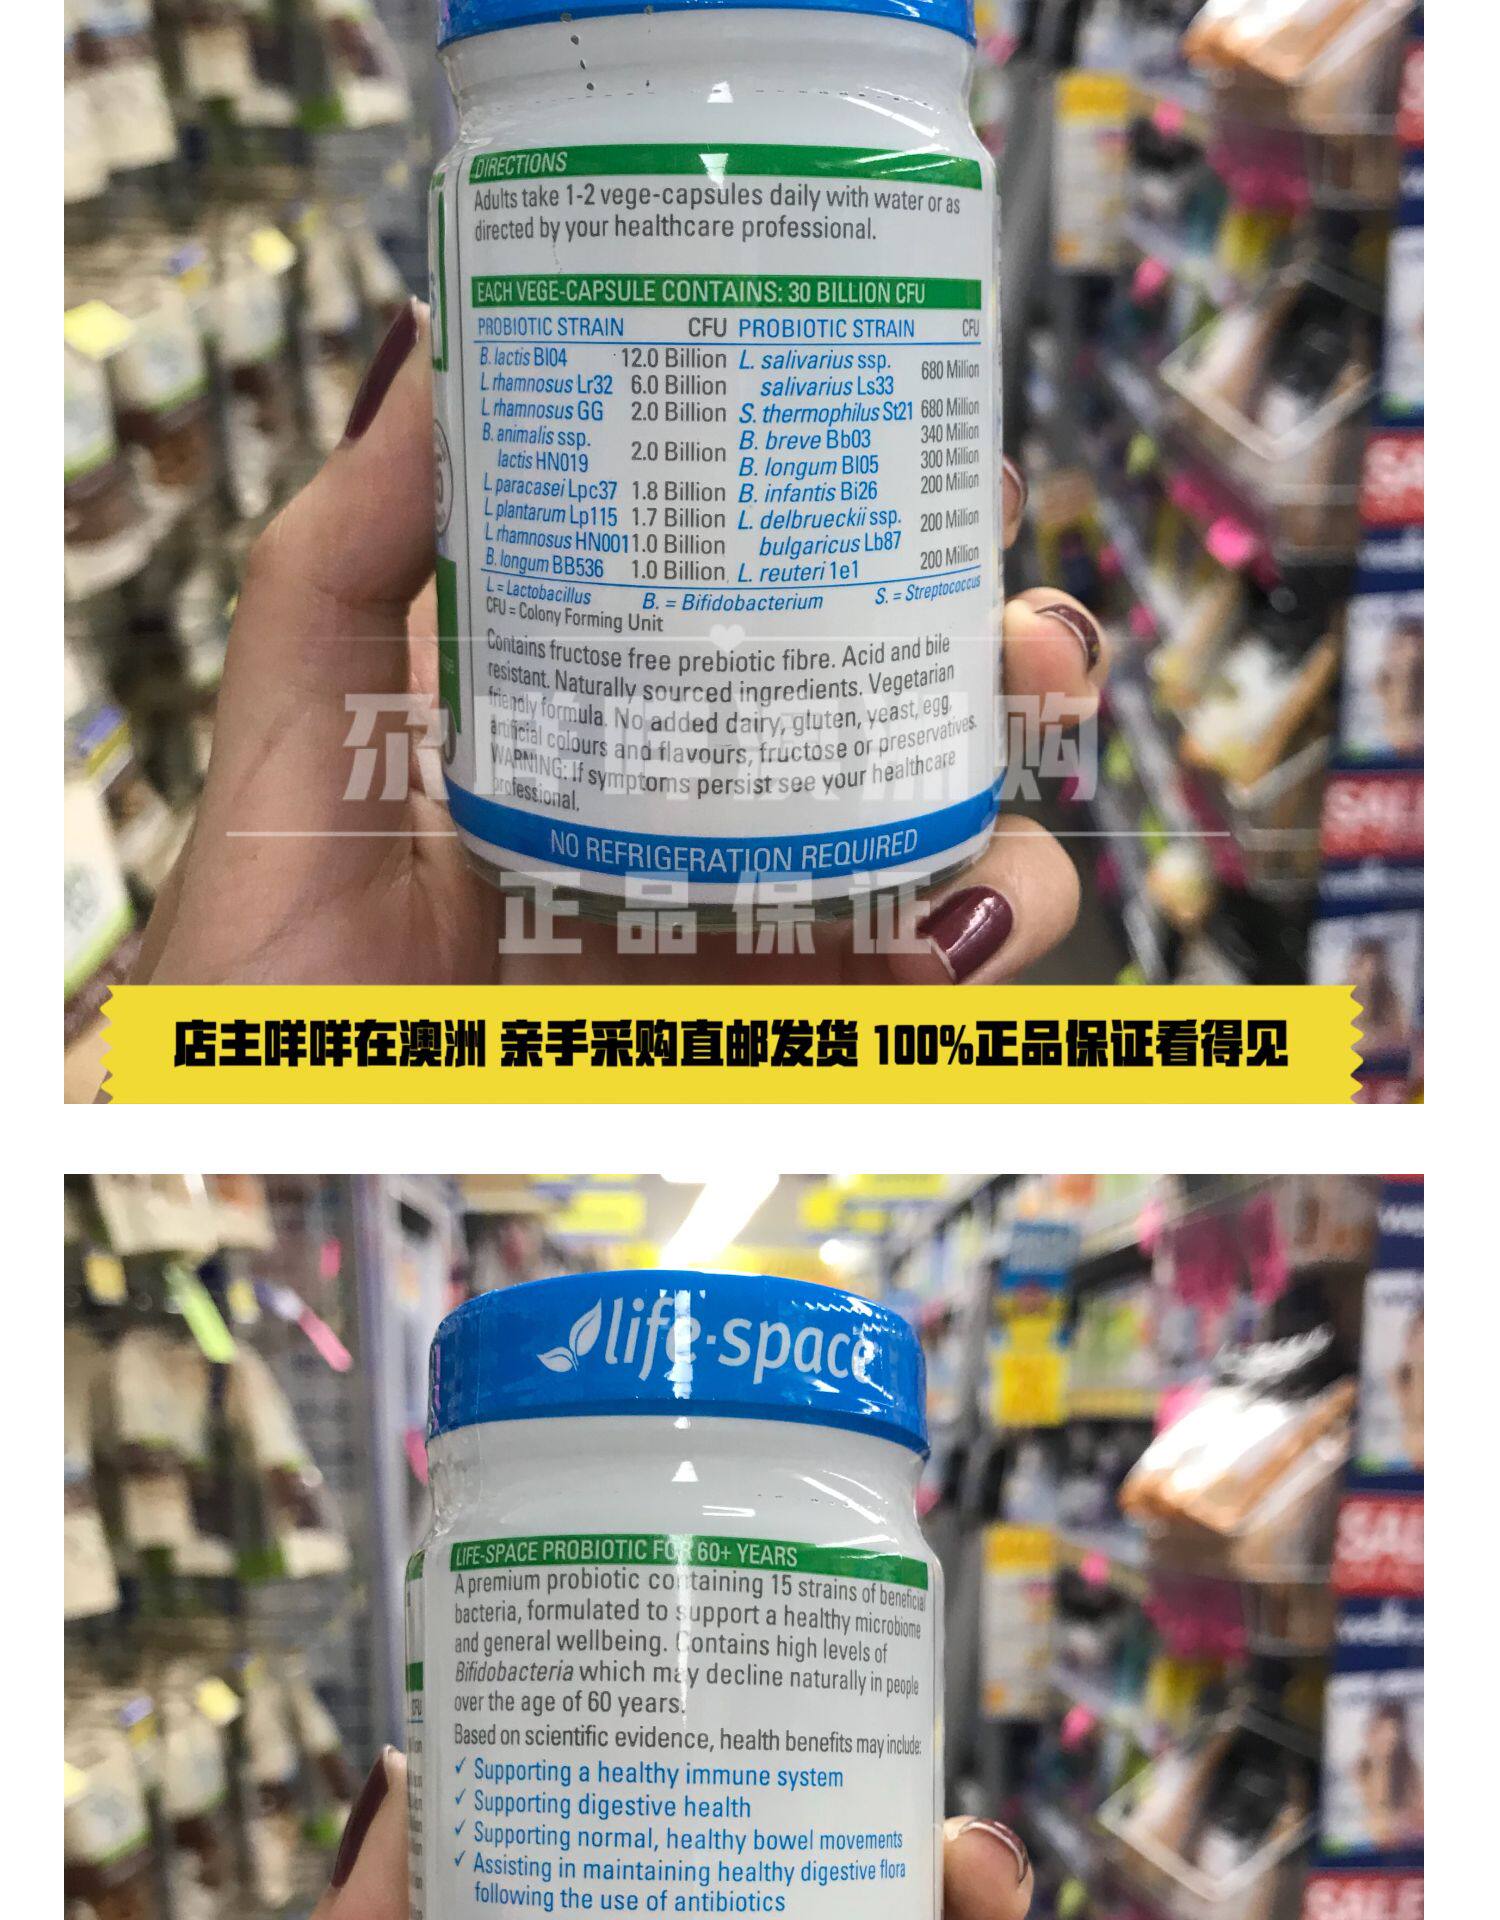 DIRECTIONS
Adults take 1-2 vege-capsules daily with water or as
directed by your healthcare professional.
EACH VEGE-CAPSULE CONTAINS: 30 BILLION CFU
PROBIOTIC STRAIN CFU PROBIOTIC STRAIN CFU
B. lactis Bl04 12.0 Billion L. salivarius ssp.
salivarius Ls33 680 Million
L. rhamnosus Lr32 6.0 Billion
L. rhamnosus GG 2.0 Billion S. thermophilus St21 680 Million
B. animalis ssp.
lactis HN019 2.0 Billion
B. breve Bb03 340 Million
B. longum Bl05 300 Million
L. paracasei Lpc37 1.8 Billion B. infantis Bi26 200 Million
L. plantarum Lp115 1.7 Billion L. delbrueckii ssp.
bulgaricus Lb87 200 Million
L. rhamnosus HN001 1.0 Billion
B. longum BB536 1.0 Billion L. reuteri 1e1 200 Million
L = Lactobacillus B. = Bifidobacterium S. = Streptococcus
CFU = Colony Forming Unit
Contains fructose free prebiotic fibre. Acid and bile
resistant. Naturally sourced ingredients. Vegetarian
friendly formula. No added dairy, gluten, yeast, egg,
artificial colours and flavours, fructose or preservatives.
WARNING: If symptoms persist see your healthcare
professional.
NO REFRIGERATION REQUIRED
正品保证
店主咩咩在澳洲 亲手采购直邮发货 100%正品保证看得见
life-space
LIFE-SPACE PROBIOTIC FOR 60+ YEARS
A premium probiotic containing 15 strains of beneficial
bacteria, formulated to support a healthy microbiome
and general wellbeing. Contains high levels of
Bifidobacteria which may decline naturally in people
over the age of 60 years.
Based on scientific evidence, health benefits may include:
✓ Supporting a healthy immune system
✓ Supporting digestive health
✓ Supporting normal, healthy bowel movements
✓ Assisting in maintaining healthy digestive flora
following the use of antibiotics
SALE
SALE